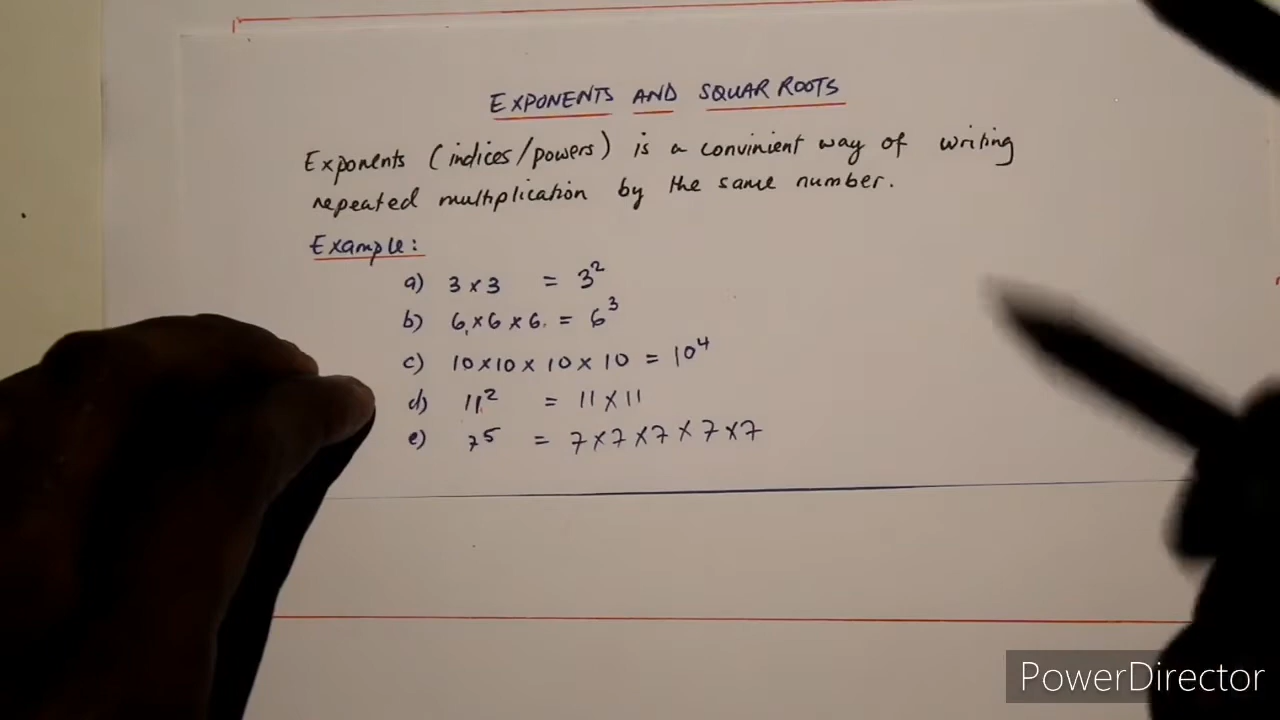 EXPONENTS AND SQUAR ROOTS
Exponents (indices/powers) is a convinient way of writing
repeated multiplication by the same number.
Example:
a) 3 × 3 = 3²
b) 6 × 6 × 6 = 6³
c) 10 × 10 × 10 × 10 = 10⁴
d) 11² = 11 × 11
e) 7⁵ = 7 × 7 × 7 × 7 × 7
PowerDirector